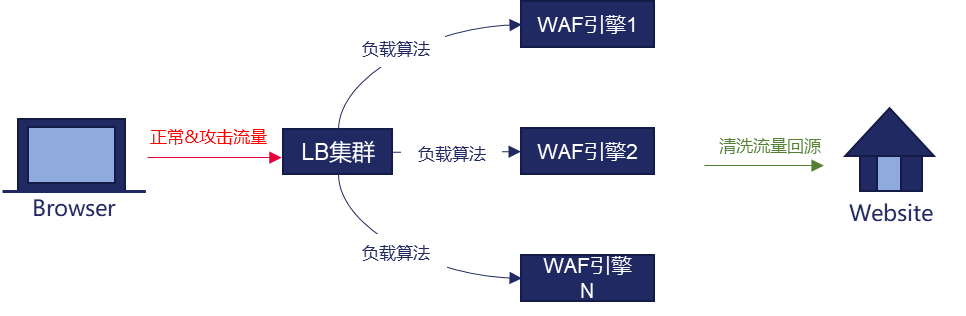 WAF引擎1
负载算法
正常&攻击流量
LB集群
负载算法
WAF引擎2
清洗流量回源
Browser
Website
负载算法
WAF引擎
N